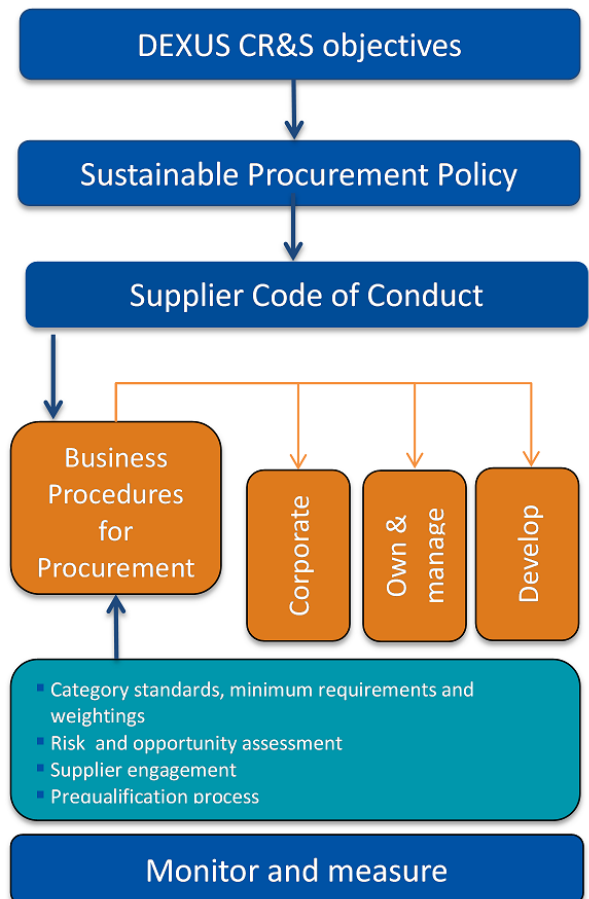 DEXUS CR&S objectives
Sustainable Procurement Policy
Supplier Code of Conduct
Business
Procedures
for
Procurement
Corporate
Own &
manage
Develop
Category standards, minimum requirements and
weightings
Risk and opportunity assessment
Supplier engagement
Prequalification process
Monitor and measure